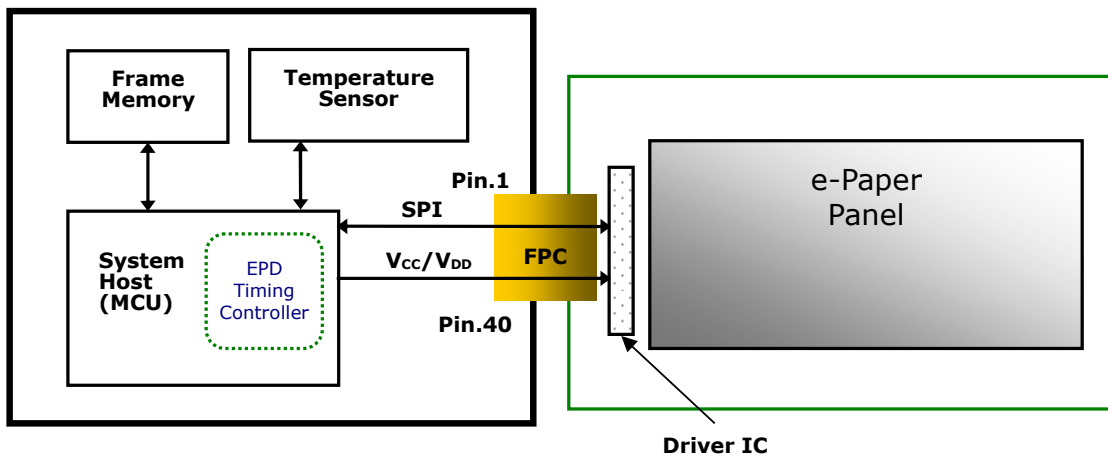 Frame
Memory
Temperature
Sensor
Pin.1
SPI
VCC/VDD
FPC
Pin.40
System
Host
(MCU)
EPD
Timing
Controller
e-Paper
Panel
Driver IC